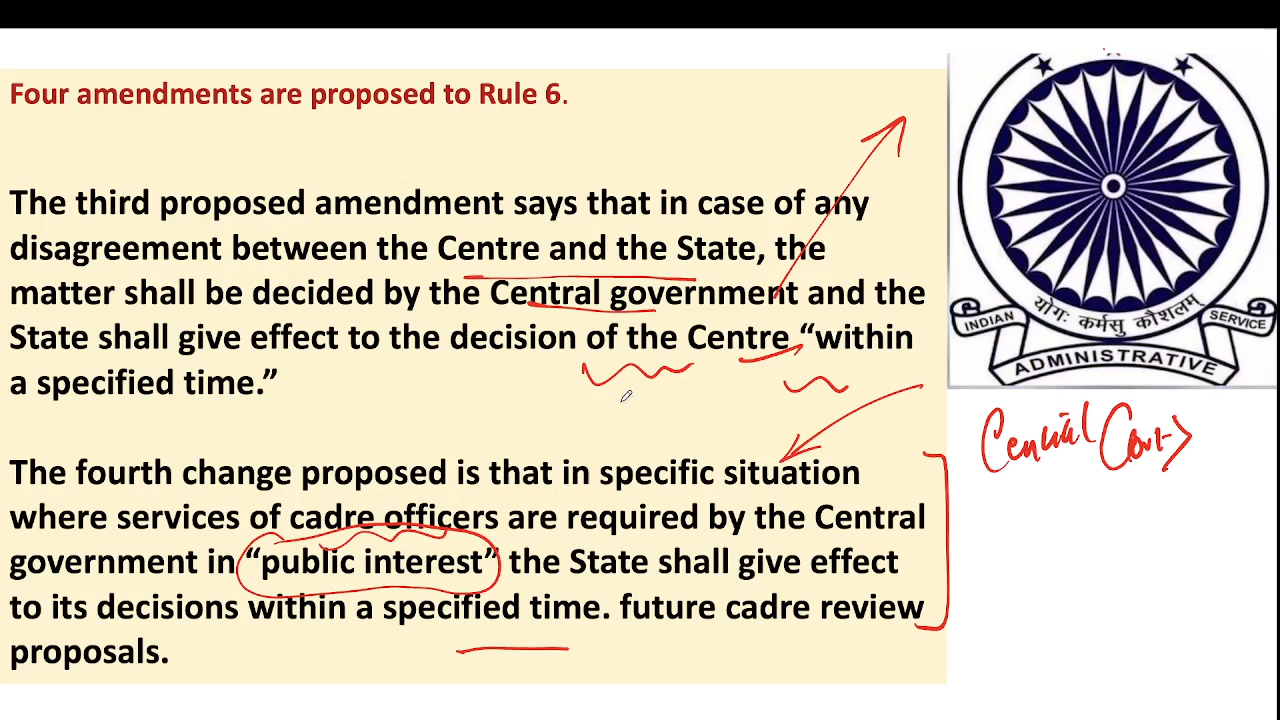 Four amendments are proposed to Rule 6.
The third proposed amendment says that in case of any
disagreement between the Centre and the State, the
matter shall be decided by the Central government and the
State shall give effect to the decision of the Centre “within
a specified time.”
The fourth change proposed is that in specific situation
where services of cadre officers are required by the Central
government in “public interest” the State shall give effect
to its decisions within a specified time. future cadre review
proposals.
योगः कर्मसु कौशलम्
INDIAN
SERVICE
ADMINISTRATIVE
Central Govt